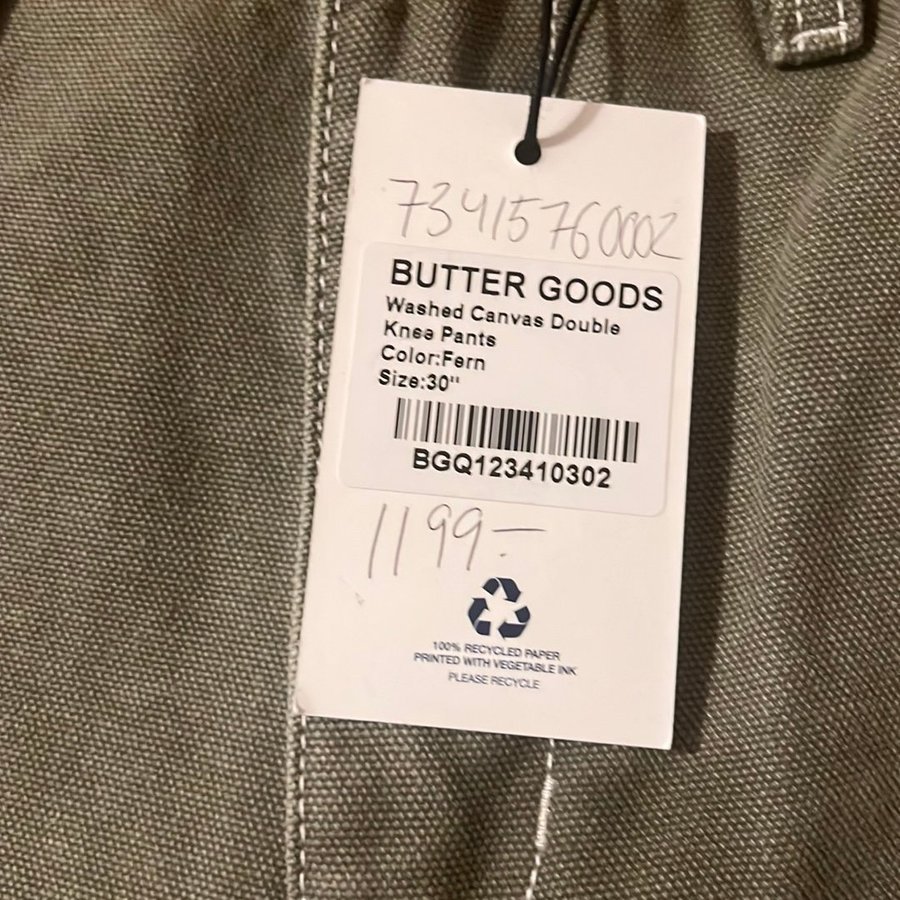 73415760002
BUTTER GOODS
Washed Canvas Double
Knee Pants
Color:Fern
Size:30"
BGQ123410302
1199:-
100% RECYCLED PAPER
PRINTED WITH VEGETABLE INK
PLEASE RECYCLE